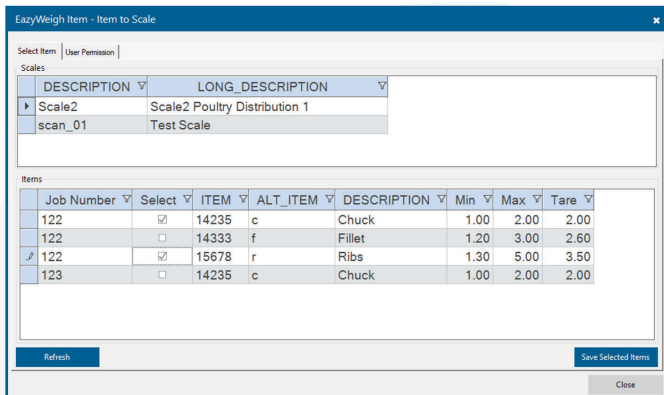 EazyWeigh Item - Item to Scale
Select Item User Permission
Scales
DESCRIPTION LONG_DESCRIPTION
Scale2 Scale2 Poultry Distribution 1
scan_01 Test Scale
Items
Job Number Select ITEM ALT_ITEM DESCRIPTION Min Max Tare
122 14235 c Chuck 1.00 2.00 2.00
122 14333 f Fillet 1.20 3.00 2.60
122 15678 r Ribs 1.30 5.00 3.50
123 14235 c Chuck 1.00 2.00 2.00
Refresh Save Selected Items
Close